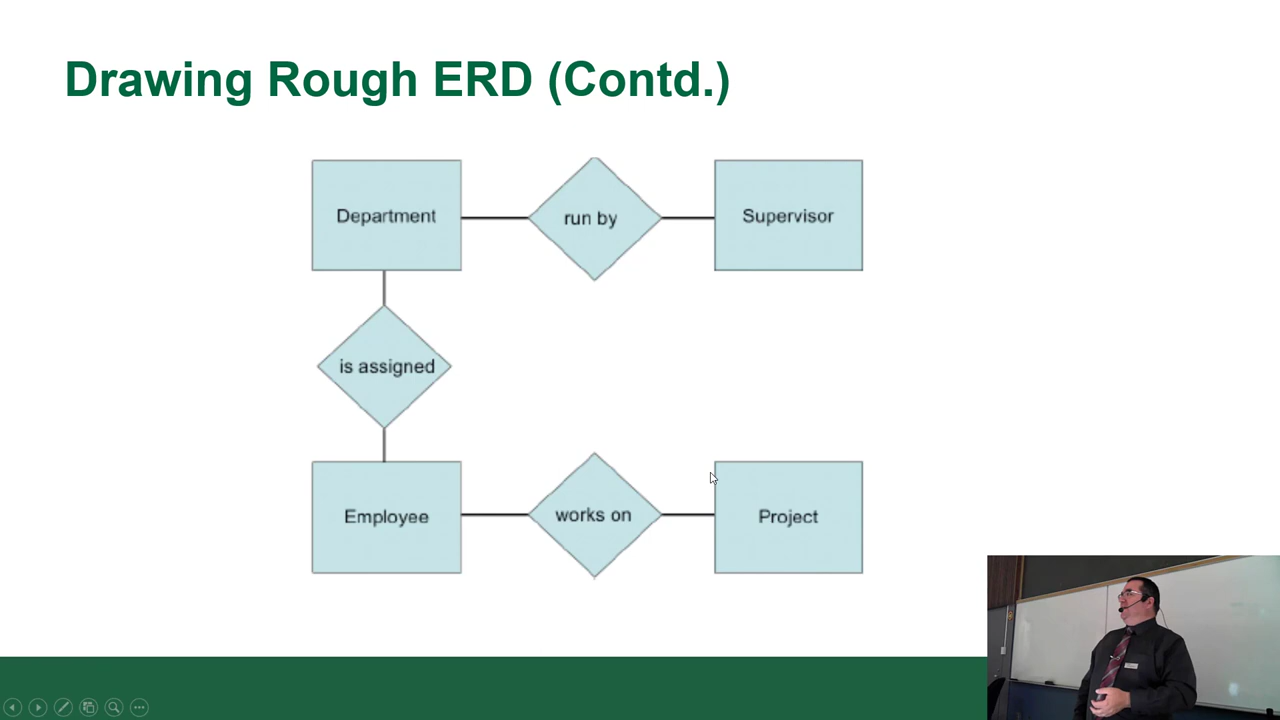 Drawing Rough ERD (Contd.)
Department
run by
Supervisor
is assigned
Employee
works on
Project